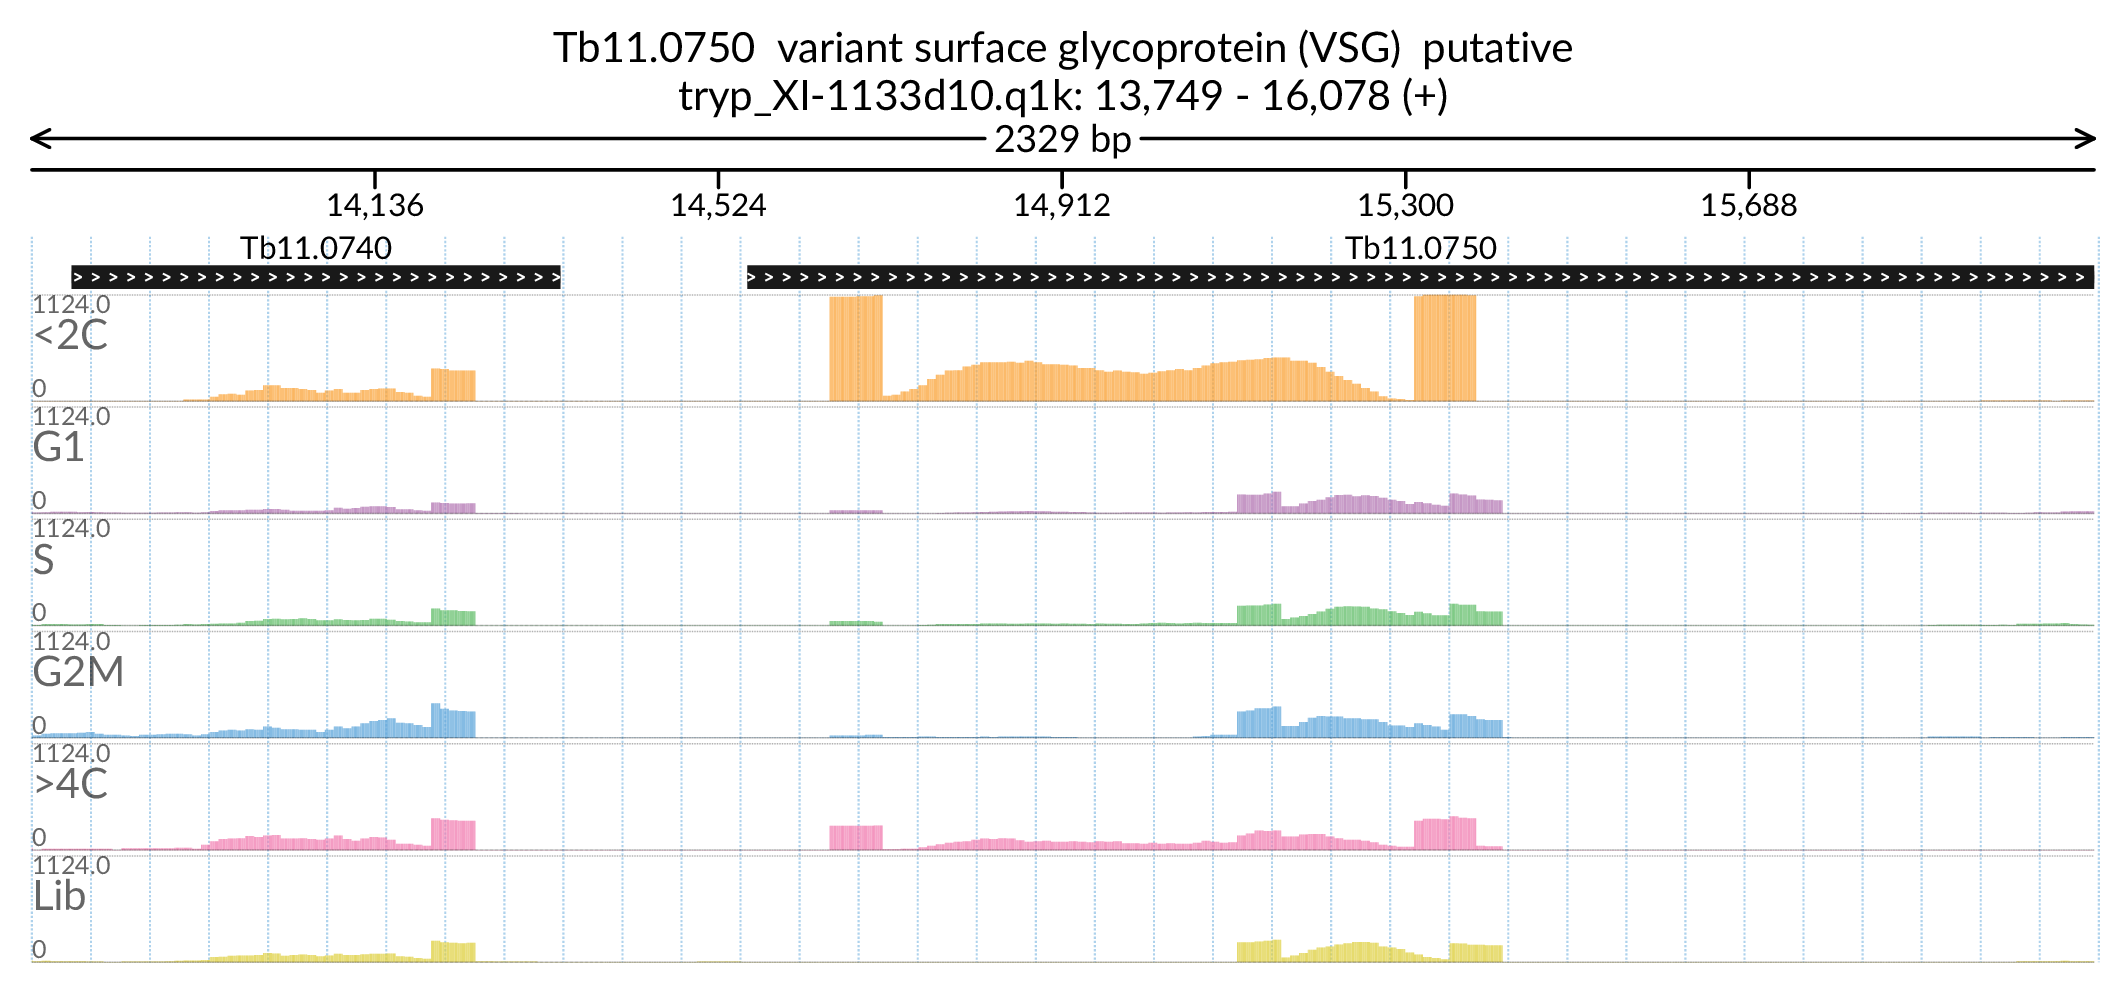 Tb11.0750 variant surface glycoprotein (VSG) putative
tryp_XI-1133d10.q1k: 13,749 - 16,078 (+)
2329 bp
14,136 14,524 14,912 15,300 15,688
Tb11.0740 Tb11.0750
1124.0
<2C
0
1124.0
G1
0
1124.0
S
0
1124.0
G2M
0
1124.0
>4C
0
1124.0
Lib
0